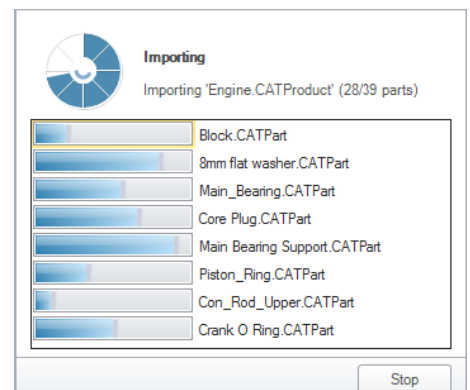 Importing
Importing 'Engine.CATProduct' (28/39 parts)
Block.CATPart
8mm flat washer.CATPart
Main_Bearing.CATPart
Core Plug.CATPart
Main Bearing Support.CATPart
Piston_Ring.CATPart
Con_Rod_Upper.CATPart
Crank O Ring.CATPart
Stop